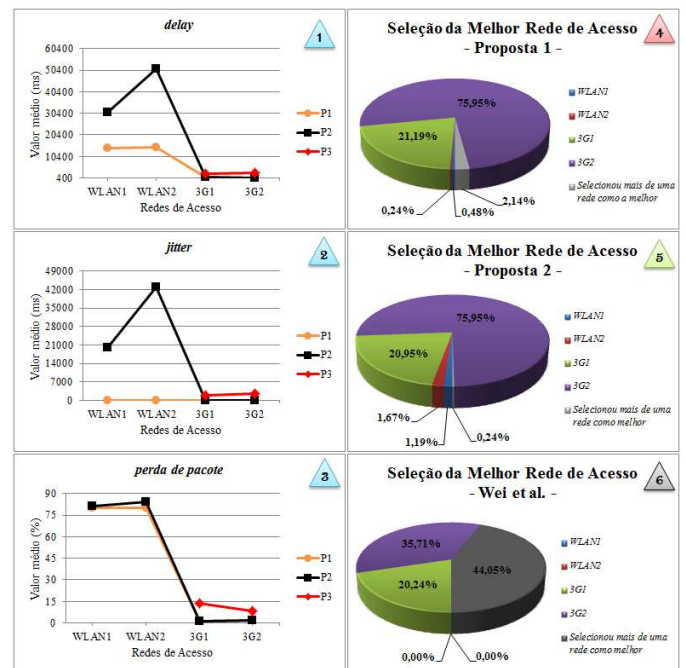 delay
1
Valor médio (ms)
60400
50400
40400
30400
20400
10400
400
WLAN1 WLAN2 3G1 3G2
Redes de Acesso
P1
P2
P3
Seleção da Melhor Rede de Acesso
- Proposta 1 -
4
75,95%
21,19%
0,24%
0,48%
2,14%
WLAN1
WLAN2
3G1
3G2
Selecionou mais de uma
rede como a melhor
jitter
2
Valor médio (ms)
49000
42000
35000
28000
21000
14000
7000
0
WLAN1 WLAN2 3G1 3G2
Redes de Acesso
P1
P2
P3
Seleção da Melhor Rede de Acesso
- Proposta 2 -
5
75,95%
20,95%
1,67%
1,19%
0,24%
WLAN1
WLAN2
3G1
3G2
Selecionou mais de uma
rede como melhor
perda de pacote
3
Valor médio (%)
90
75
60
45
30
15
0
WLAN1 WLAN2 3G1 3G2
Redes de Acesso
P1
P2
P3
Seleção da Melhor Rede de Acesso
- Wei et al. -
6
35,71%
44,05%
20,24%
0,00%
0,00%
WLAN1
WLAN2
3G1
3G2
Selecionou mais de uma
rede como melhor